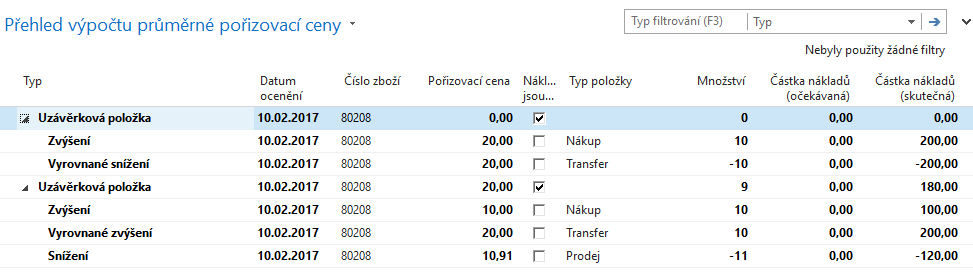 Přehled výpočtu průměrné pořizovací ceny
Typ filtrování (F3) Typ
Nebyly použity žádné filtry
Typ Datum ocenění Číslo zboží Pořizovací cena Nákl... jsou... Typ položky Množství Částka nákladů (očekávaná) Částka nákladů (skutečná)
Uzávěrková položka 10.02.2017 80208 0,00 0 0,00 0,00
Zvýšení 10.02.2017 80208 20,00 Nákup 10 0,00 200,00
Vyrovnané snížení 10.02.2017 80208 20,00 Transfer -10 0,00 -200,00
Uzávěrková položka 10.02.2017 80208 20,00 9 0,00 180,00
Zvýšení 10.02.2017 80208 10,00 Nákup 10 0,00 100,00
Vyrovnané zvýšení 10.02.2017 80208 20,00 Transfer 10 0,00 200,00
Snížení 10.02.2017 80208 10,91 Prodej -11 0,00 -120,00